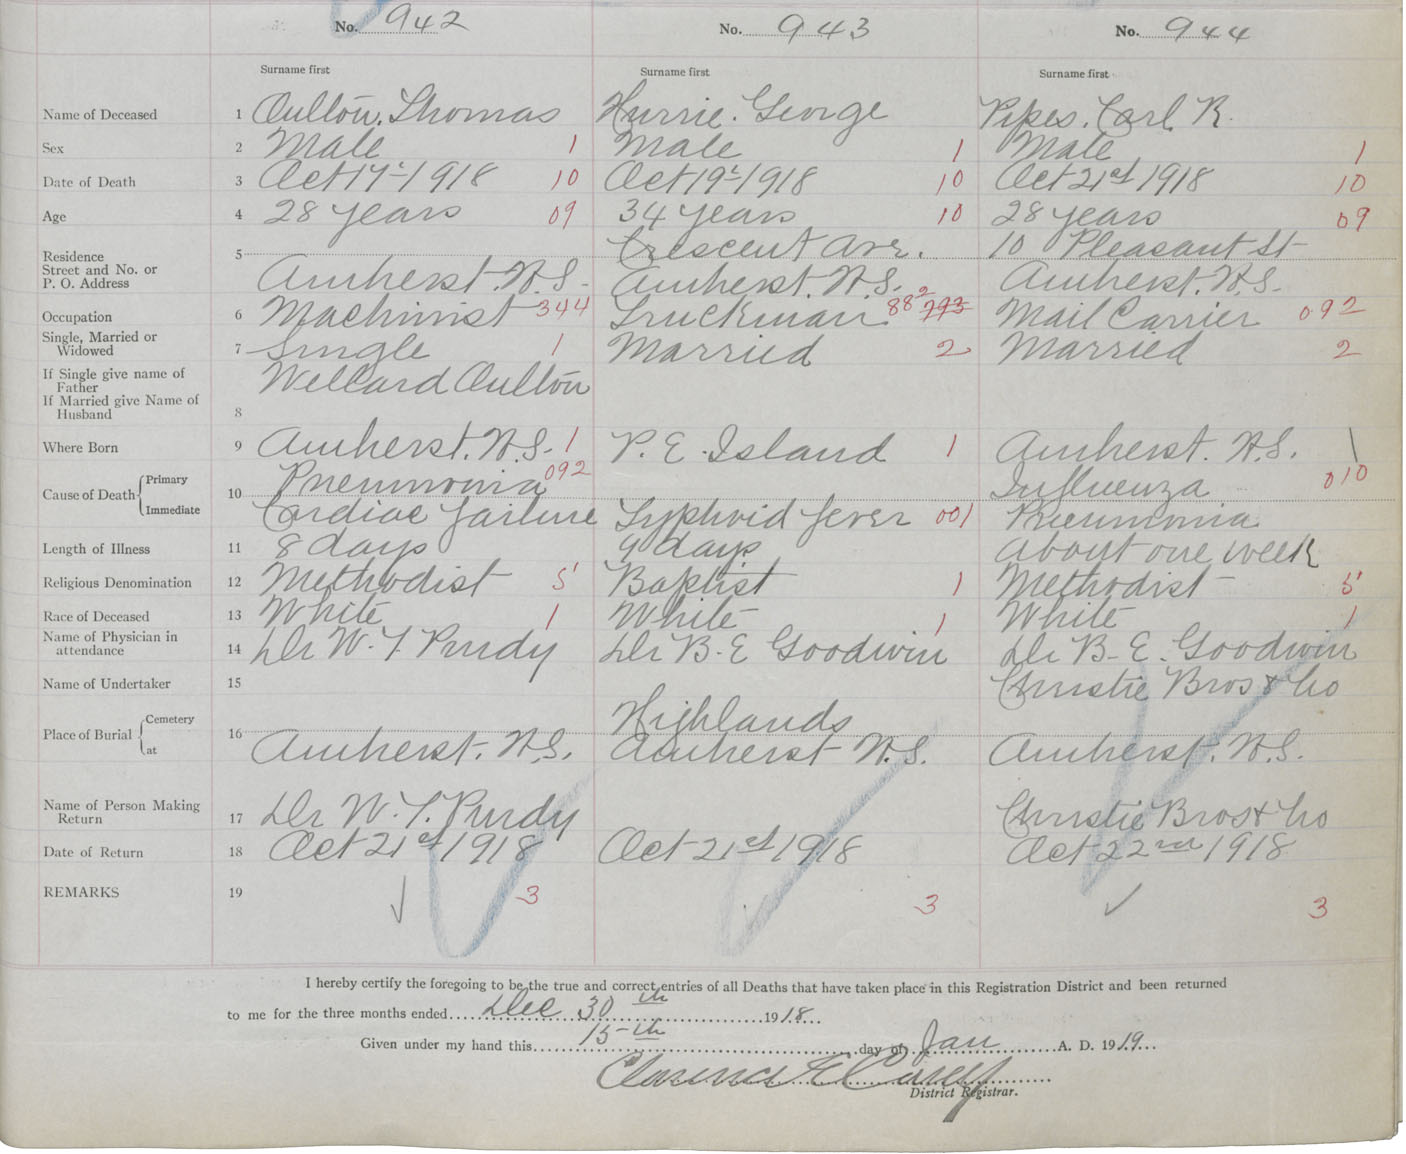 No. 942 No. 943 No. 944
Surname first Surname first Surname first
Name of Deceased 1 Oulton, Thomas Hurrie. George Pipes, Carl R.
Sex 2 Male 1 Male 1 Male 1
Date of Death 3 Oct 17th 1918 10 Oct 19th 1918 10 Oct 21st 1918 10
Age 4 28 years 09 34 years 10 28 years 09
Crescent Ave. 10 Pleasant St
Residence 5
Street and No. or
P. O. Address Amherst. N.S. Amherst. N.S. Amherst. N.S.
Occupation 6 Machinist 344 Truckman 882 773 Mail Carrier 092
Single, Married or
Widowed 7 Single 1 Married 2 Married 2
If Single give name of
Father Wellard Oulton
If Married give Name of
Husband 8
Where Born 9 Amherst. N.S. 1 P. E. Island 1 Amherst. N.S. 1
Cause of Death Primary 10 Pneumonia 092 Influenza 010
Immediate Cardiac failure Typhoid fever 001 Pneumonia
Length of Illness 11 8 days 9 days about one week
Religious Denomination 12 Methodist 5 Baptist 1 Methodist 5
Race of Deceased 13 White 1 White 1 White 1
Name of Physician in
attendance 14 Dr W. T. Purdy Dr B. E Goodwin Dr B. E. Goodwin
Name of Undertaker 15 Christie Bros & Co
Place of Burial Cemetery 16 Highlands
at Amherst. N.S. Amherst N.S. Amherst. N.S.
Name of Person Making
Return 17 Dr W. T. Purdy Christie Bros & Co
Date of Return 18 Oct 21st 1918 Oct 21st 1918 Oct 22nd 1918
REMARKS 19 3 3 3
I hereby certify the foregoing to be the true and correct entries of all Deaths that have taken place in this Registration District and been returned
to me for the three months ended Dec 30th 1918
Given under my hand this 15th day of Jan A. D. 1919
Clarence
District Registrar.